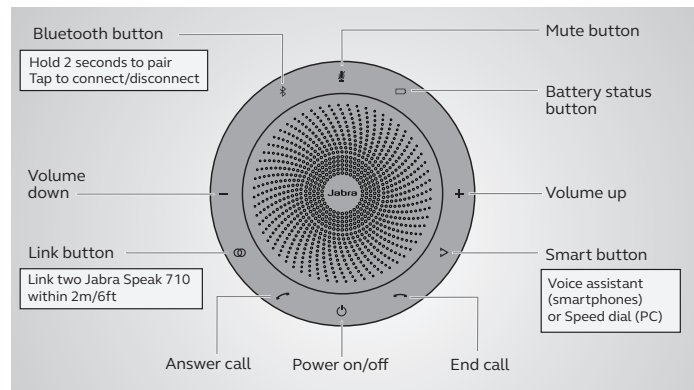 Bluetooth button
Hold 2 seconds to pair
Tap to connect/disconnect
Mute button
Battery status
button
Volume
down
Jabra
Volume up
Link button
Link two Jabra Speak 710
within 2m/6ft
Smart button
Voice assistant
(smartphones)
or Speed dial (PC)
Answer call
Power on/off
End call